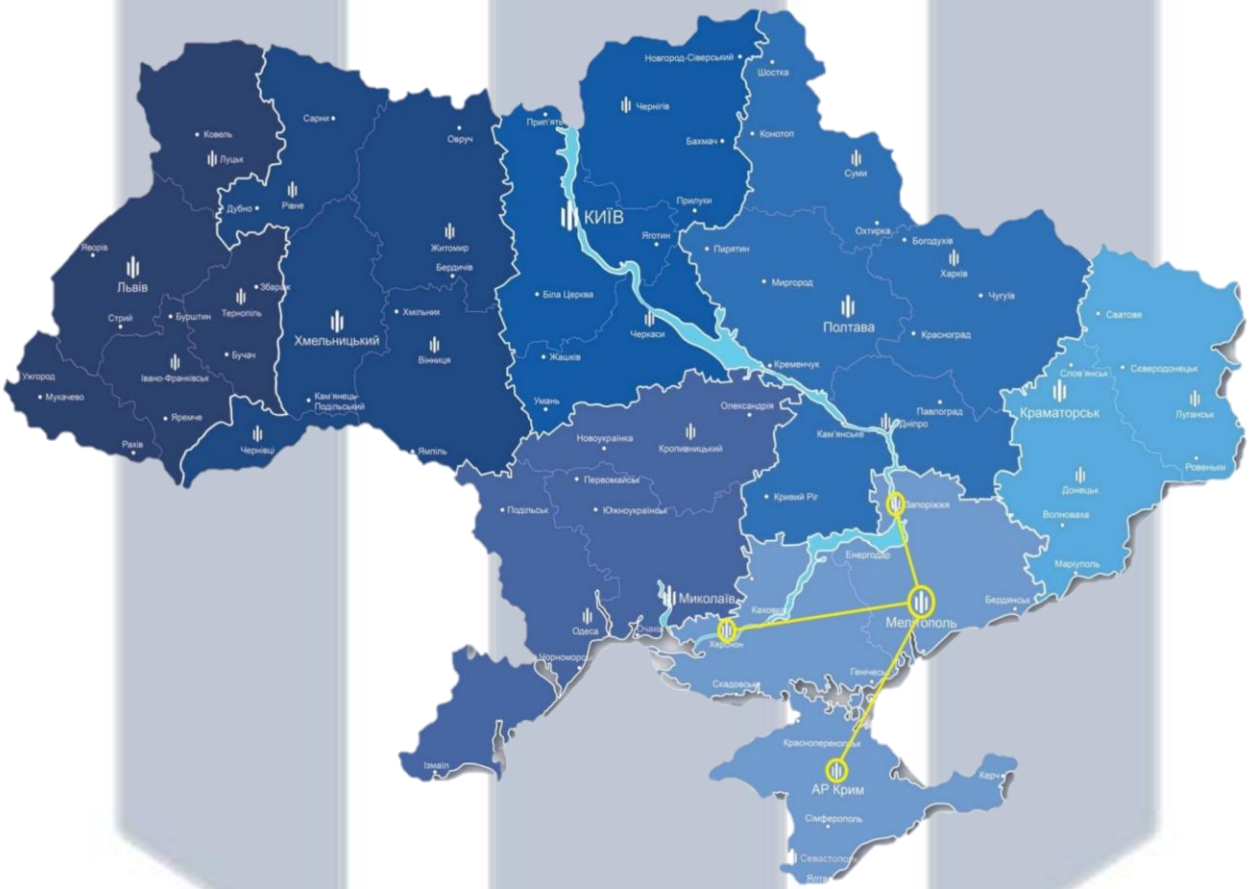 Новгород-Сіверський
Шостка
Чернігів
Прип'ять
Сарни
Овруч
Ковель
Луцьк
Бахмач
Конотоп
Суми
Рівне
Дубно
КИЇВ
Прилуки
Яготин
Охтирка
Житомир
Бердичів
Яворів
Львів
Пирятин
Богодухів
Харків
Миргород
Чугуїв
Збараж
Тернопіль
Біла Церква
Стрий
Бурштин
Хмільник
Хмельницький
Черкаси
Полтава
Красноград
Сватове
Вінниця
Жашків
Бучач
Івано-Франківськ
Кременчук
Слов'янськ
Сєвєродонецьк
Ужгород
Мукачево
Кам'янець-
Подільський
Умань
Олександрія
Павлоград
Краматорськ
Луганськ
Яремче
Дніпро
Кам'янське
Чернівці
Рахів
Ямпіль
Новоукраїнка
Кропивницький
Ровеньки
Первомайськ
Донецьк
Кривий Ріг
Подільськ
Южноукраїнськ
Запоріжжя
Волноваха
Енергодар
Маріуполь
Миколаїв
Каховка
Бердянськ
Мелітополь
Одеса
Очаків
Херсон
Чорноморськ
Генічеськ
Скадовськ
Красноперекопськ
Ізмаїл
Керч
АР Крим
Сімферополь
Севастополь
Ялта